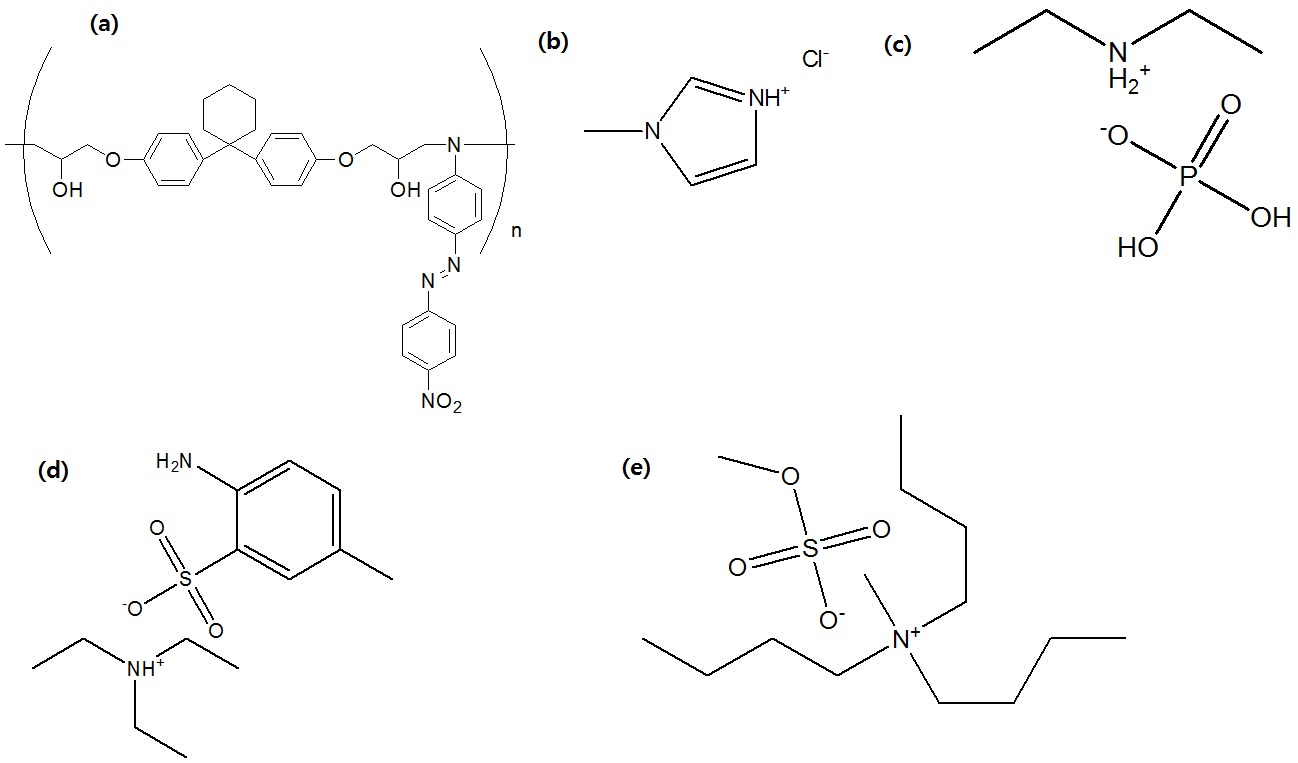 (a)
O
OH
O
OH
N
n
N
N
NO2
(b)
Cl-
N
NH+
(c)
N
H2+
O
-O
P
OH
HO
(d)
H2N
O
S
-O
O
NH+
(e)
O
O
S
O
O-
N+